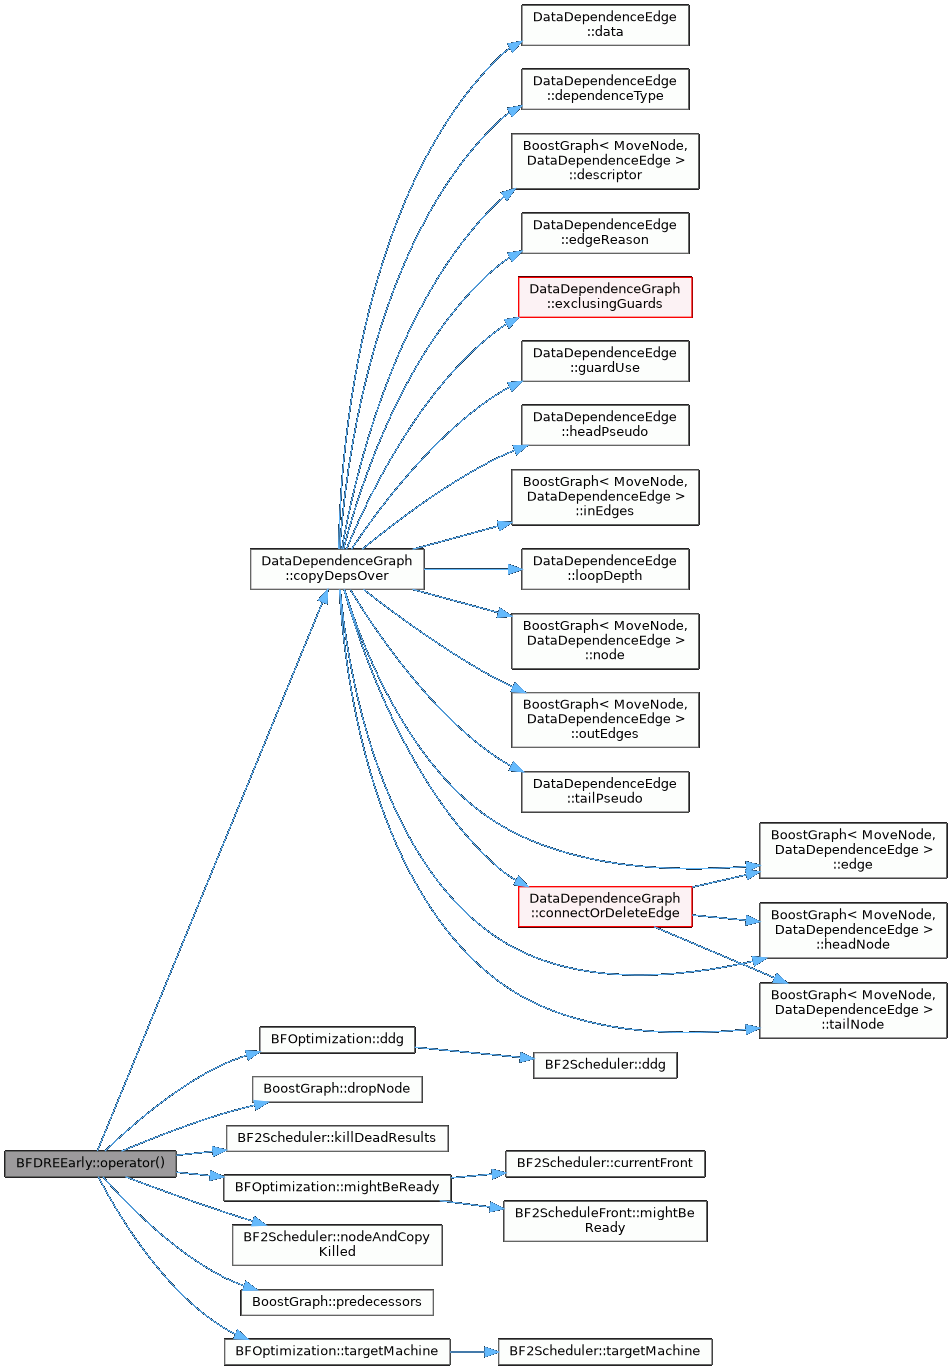 DataDependenceEdge
::data
DataDependenceEdge
::dependenceType
BoostGraph< MoveNode,
DataDependenceEdge >
::descriptor
DataDependenceEdge
::edgeReason
DataDependenceGraph
::exclusingGuards
DataDependenceEdge
::guardUse
DataDependenceEdge
::headPseudo
BoostGraph< MoveNode,
DataDependenceEdge >
::inEdges
DataDependenceGraph
::copyDepsOver
DataDependenceEdge
::loopDepth
BoostGraph< MoveNode,
DataDependenceEdge >
::node
BoostGraph< MoveNode,
DataDependenceEdge >
::outEdges
DataDependenceEdge
::tailPseudo
BoostGraph< MoveNode,
DataDependenceEdge >
::edge
DataDependenceGraph
::connectOrDeleteEdge
BoostGraph< MoveNode,
DataDependenceEdge >
::headNode
BoostGraph< MoveNode,
DataDependenceEdge >
::tailNode
BFOptimization::ddg
BF2Scheduler::ddg
BoostGraph::dropNode
BF2Scheduler::killDeadResults
BFDREEarly::operator()
BFOptimization::mightBeReady
BF2Scheduler::currentFront
BF2ScheduleFront::mightBe
Ready
BF2Scheduler::nodeAndCopy
Killed
BoostGraph::predecessors
BFOptimization::targetMachine
BF2Scheduler::targetMachine